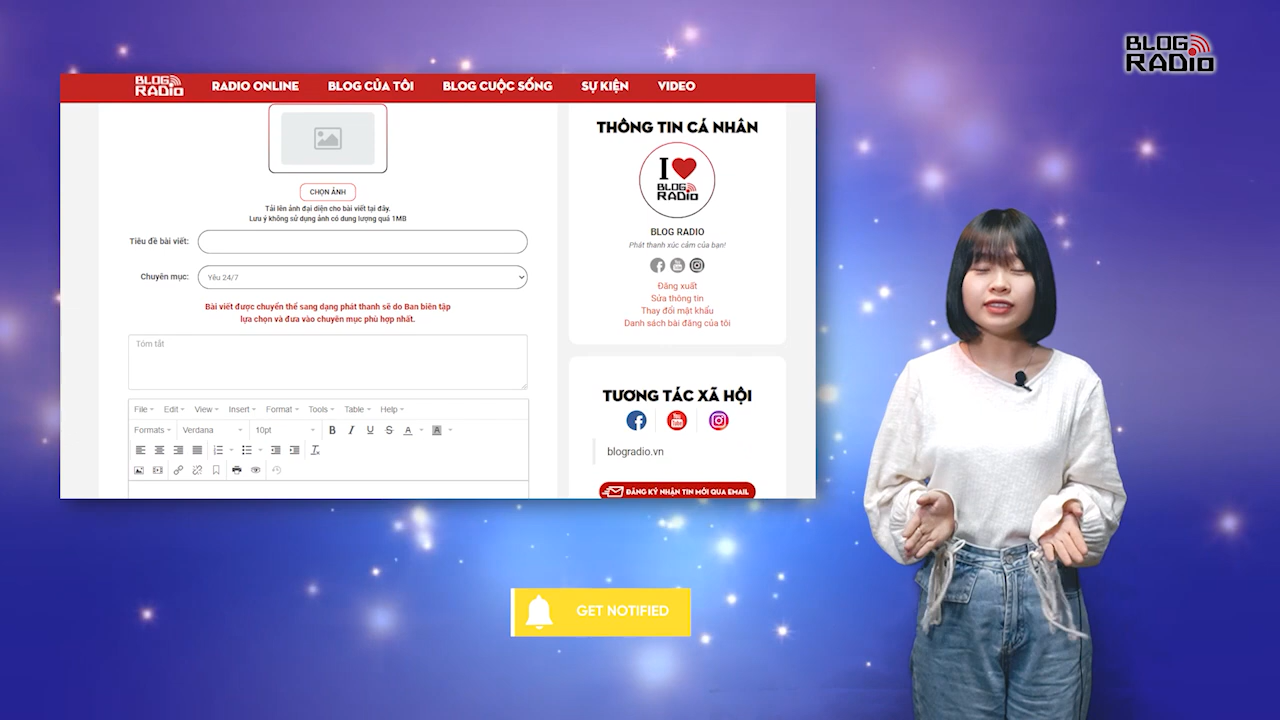 BLOG
RADIO
BLOG
RADIO
RADIO ONLINE
BLOG CỦA TÔI
BLOG CUỘC SỐNG
SỰ KIỆN
VIDEO
CHỌN ẢNH
Tải lên ảnh đại diện cho bài viết tại đây.
Lưu ý không sử dụng ảnh có dung lượng quá 1MB
Tiêu đề bài viết:
Chuyên mục:
Yêu 24/7
Bài viết được chuyển thể sang dạng phát thanh sẽ do Ban biên tập
lựa chọn và đưa vào chuyên mục phù hợp nhất.
Tóm tắt
File Edit View Insert Format Tools Table Help
Formats Verdana 10pt B I U S A A
THÔNG TIN CÁ NHÂN
I
BLOG
RADIO
BLOG RADIO
Phát thanh xúc cảm của bạn!
Đăng xuất
Sửa thông tin
Thay đổi mật khẩu
Danh sách bài đăng của tôi
TƯƠNG TÁC XÃ HỘI
blogradio.vn
ĐĂNG KÝ NHẬN TIN MỚI QUA EMAIL
GET NOTIFIED